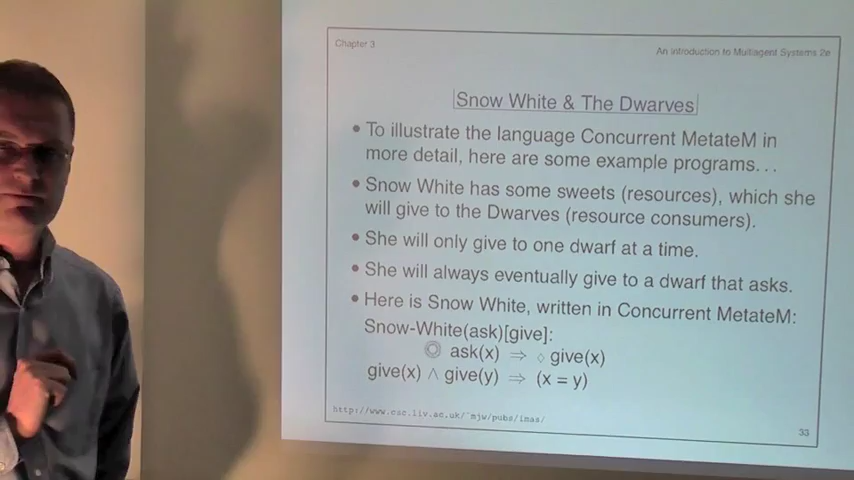 Chapter 3
An Introduction to Multiagent Systems 2e
Snow White & The Dwarves
• To illustrate the language Concurrent MetateM in
more detail, here are some example programs...
• Snow White has some sweets (resources), which she
will give to the Dwarves (resource consumers).
• She will only give to one dwarf at a time.
• She will always eventually give to a dwarf that asks.
• Here is Snow White, written in Concurrent MetateM:
Snow-White(ask)[give]:
◎ ask(x) ⇒ ◊ give(x)
give(x) ∧ give(y) ⇒ (x = y)
http://www.csc.liv.ac.uk/~mjw/pubs/imas/
33